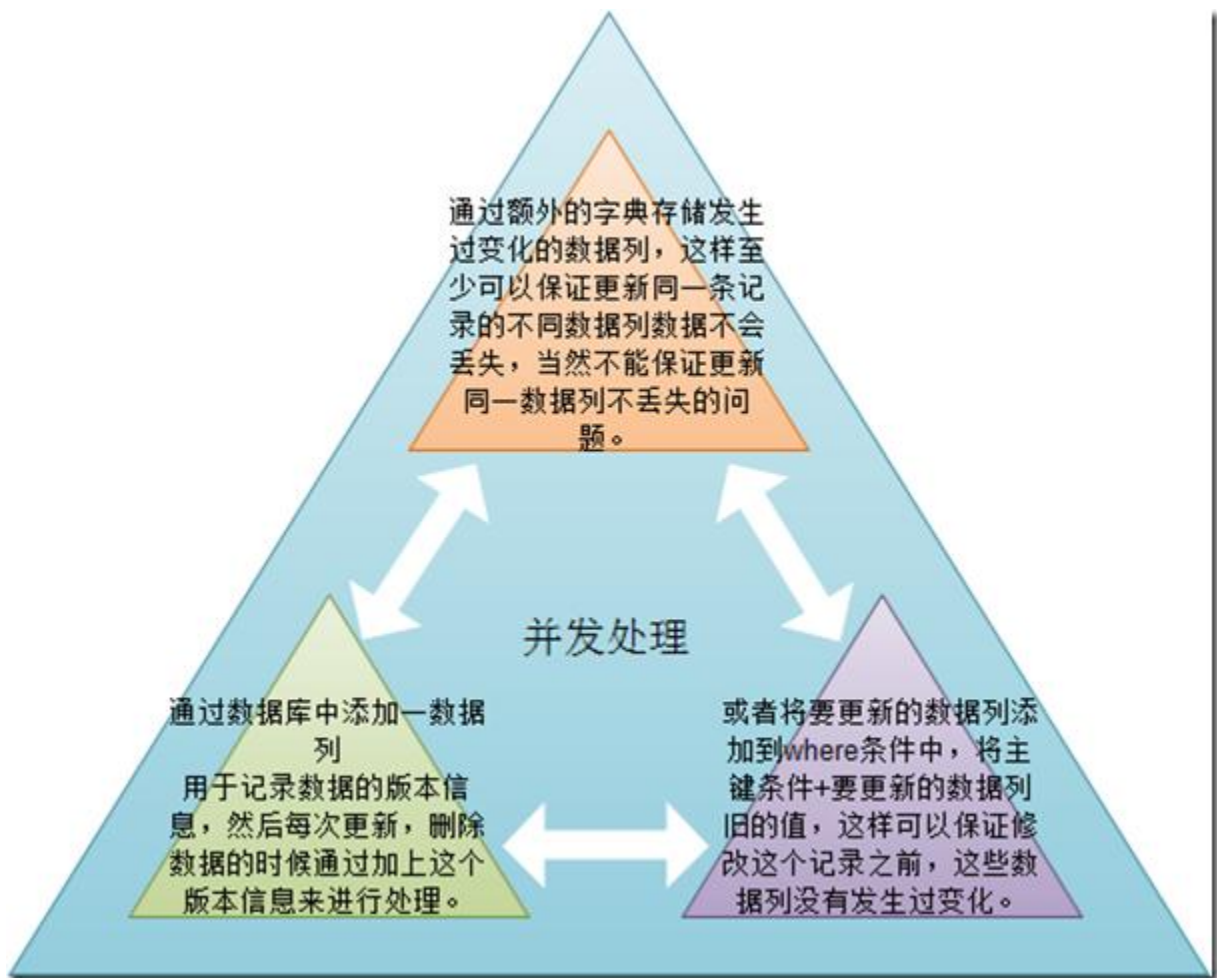 通过额外的字典存储发生
过变化的数据列，这样至
少可以保证更新同一条记
录的不同数据列数据不会
丢失，当然不能保证更新
同一数据列不丢失的问
题。
并发处理
通过数据库中添加一数据
列
用于记录数据的版本信
息，然后每次更新，删除
数据的时候通过加上这个
版本信息来进行处理。
或者将要更新的数据列添
加到where条件中，将主
键条件+要更新的数据列
旧的值，这样可以保证修
改这个记录之前，这些数
据列没有发生过变化。